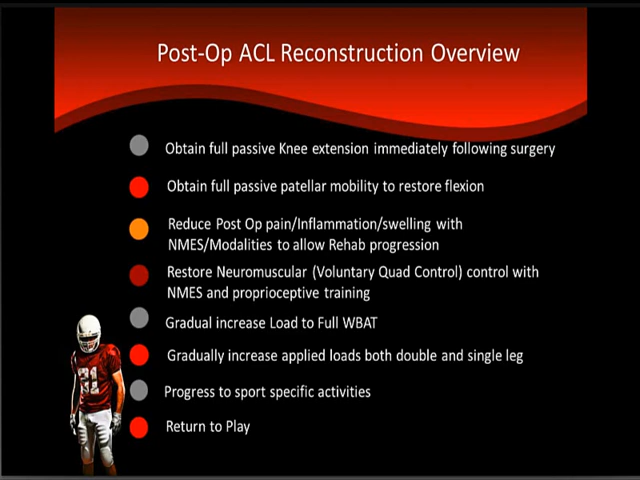 Post-Op ACL Reconstruction Overview
Obtain full passive Knee extension immediately following surgery
Obtain full passive patellar mobility to restore flexion
Reduce Post Op pain/Inflammation/swelling with
NMES/Modalities to allow Rehab progression
Restore Neuromuscular (Voluntary Quad Control) control with
NMES and proprioceptive training
Gradual increase Load to Full WBAT
Gradually increase applied loads both double and single leg
Progress to sport specific activities
Return to Play
21